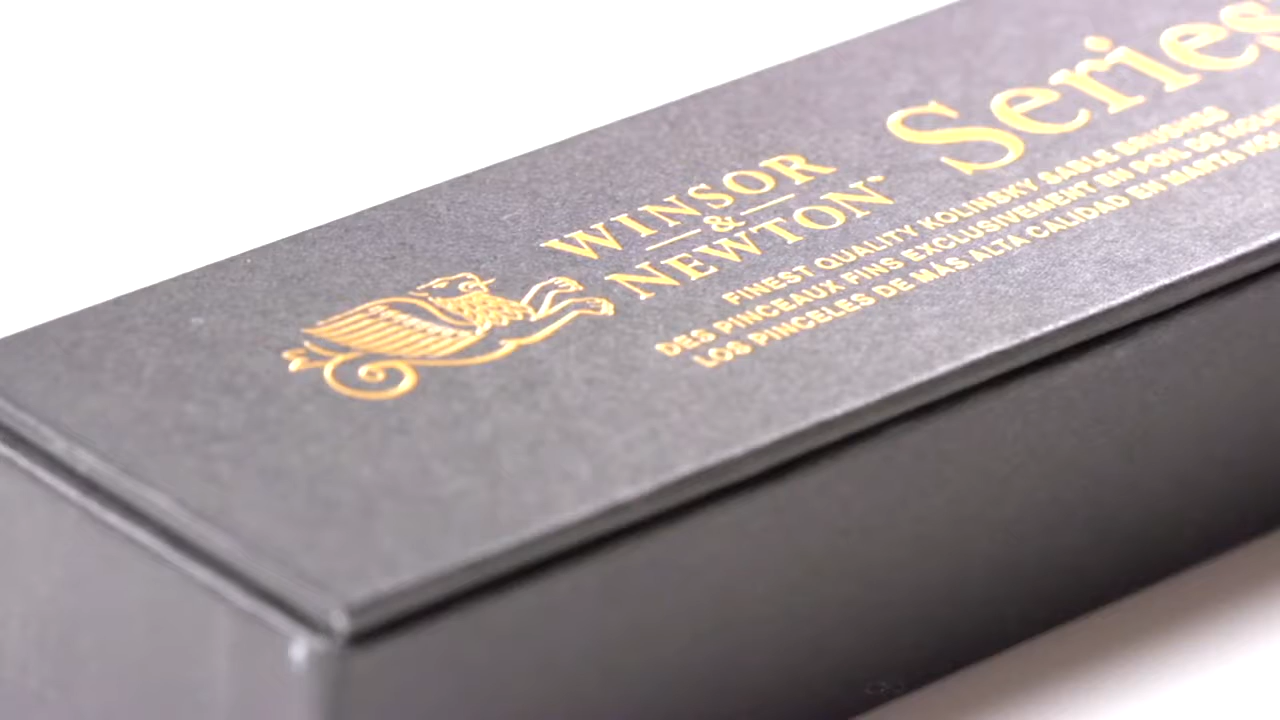 WINSOR
&
NEWTON
Series
FINEST QUALITY KOLINSKY SABLE BRUSHES
DES PINCEAUX FINS EXCLUSIVEMENT EN POIL DE
LOS PINCELES DE MÁS ALTA CALIDAD EN MARTA